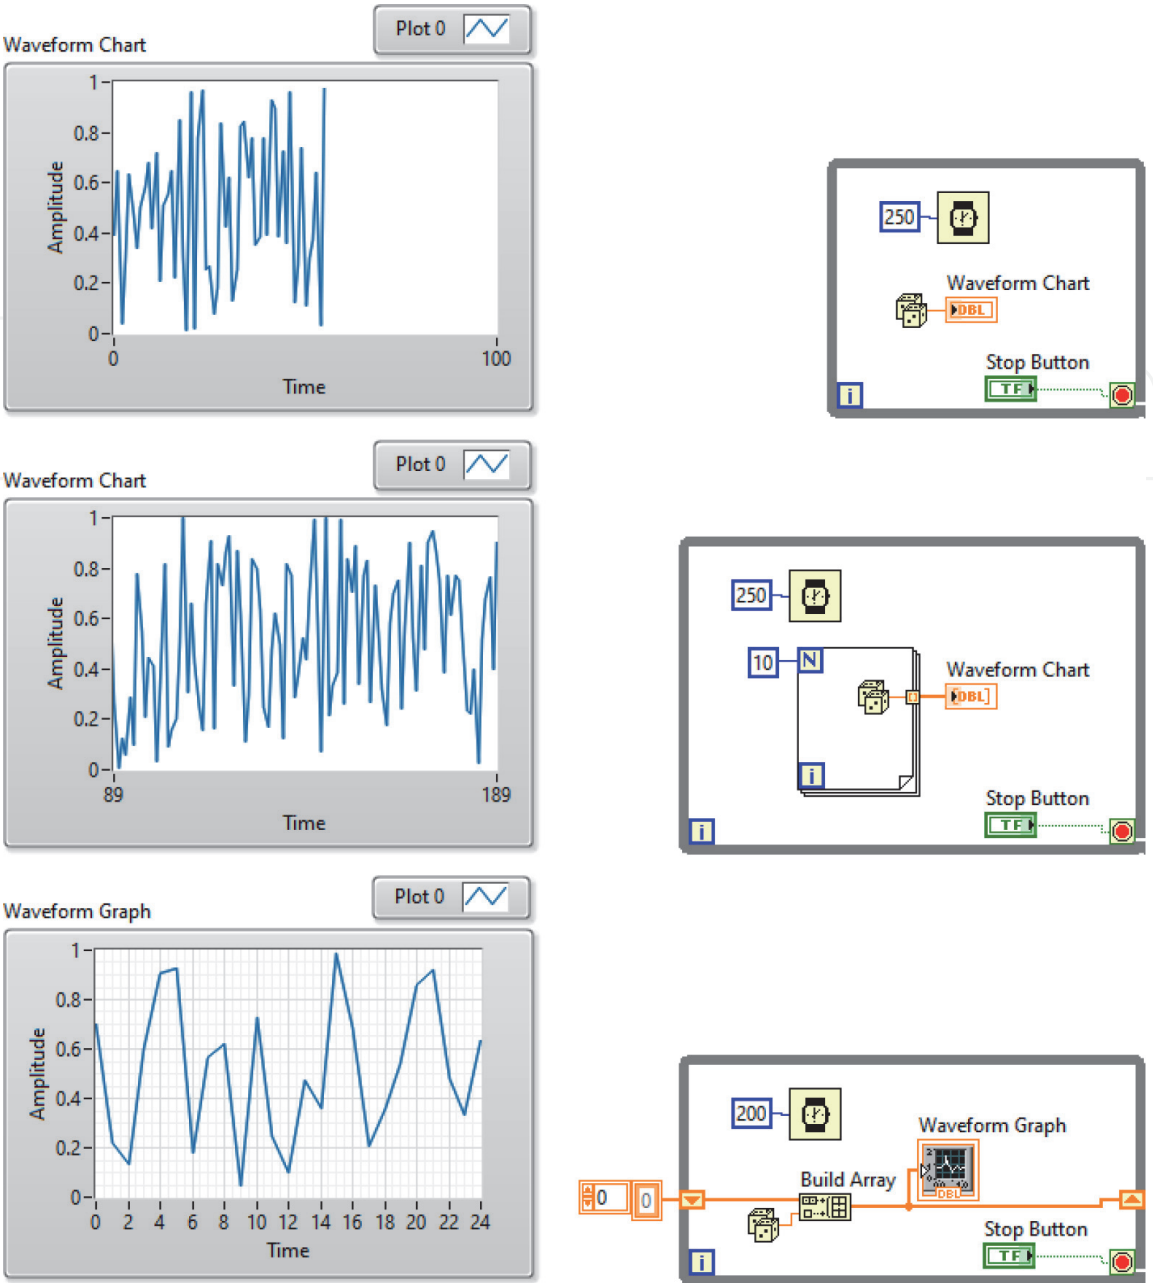 Plot 0
Waveform Chart
1
0.8
0.6
0.4
0.2
0
Amplitude
0 100
Time
250
Waveform Chart
DBL
Stop Button
TF
i
Plot 0
Waveform Chart
1
0.8
0.6
0.4
0.2
0
Amplitude
89 189
Time
250
10 N
Waveform Chart
[DBL]
i
Stop Button
TF
i
Plot 0
Waveform Graph
1
0.8
0.6
0.4
0.2
0
Amplitude
0 2 4 6 8 10 12 14 16 18 20 22 24
Time
200
Waveform Graph
DBL
Build Array
0 0
Stop Button
TF
i